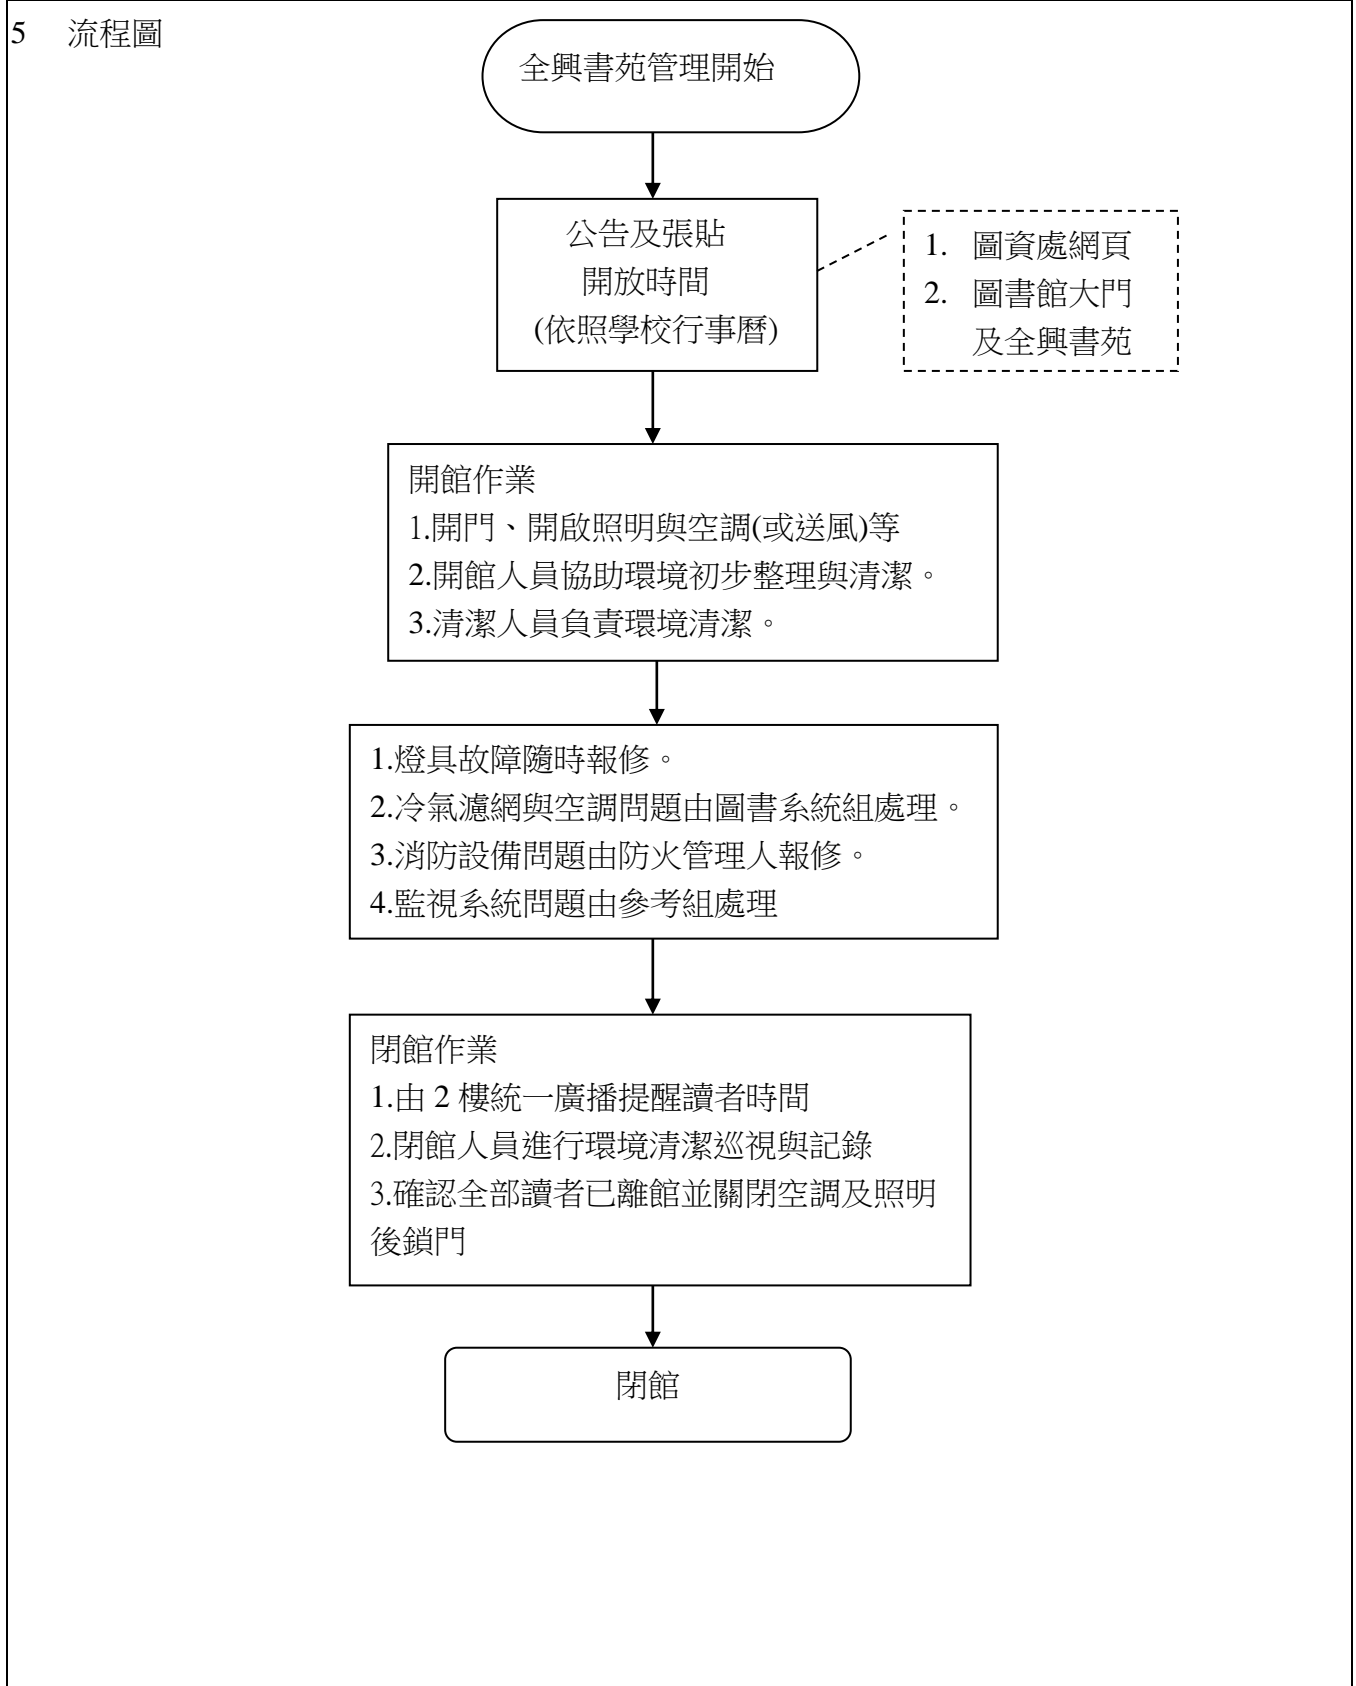 5 流程圖
全興書苑管理開始
公告及張貼
開放時間
(依照學校行事曆)
1. 圖資處網頁
2. 圖書館大門
及全興書苑
開館作業
1.開門、開啟照明與空調(或送風)等
2.開館人員協助環境初步整理與清潔。
3.清潔人員負責環境清潔。
1.燈具故障隨時報修。
2.冷氣濾網與空調問題由圖書系統組處理。
3.消防設備問題由防火管理人報修。
4.監視系統問題由參考組處理
閉館作業
1.由 2 樓統一廣播提醒讀者時間
2.閉館人員進行環境清潔巡視與記錄
3.確認全部讀者已離館並關閉空調及照明
後鎖門
閉館